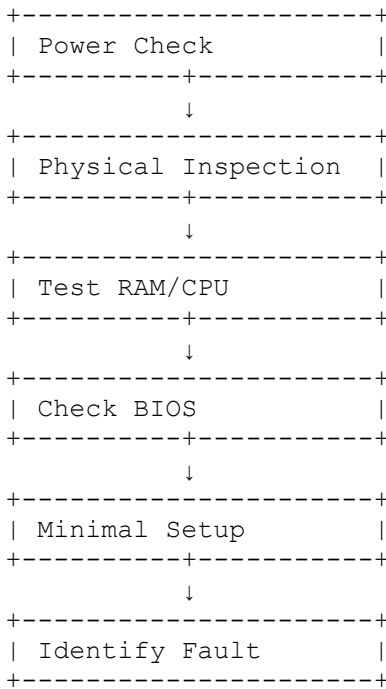 Power Check
↓
Physical Inspection
↓
Test RAM/CPU
↓
Check BIOS
↓
Minimal Setup
↓
Identify Fault